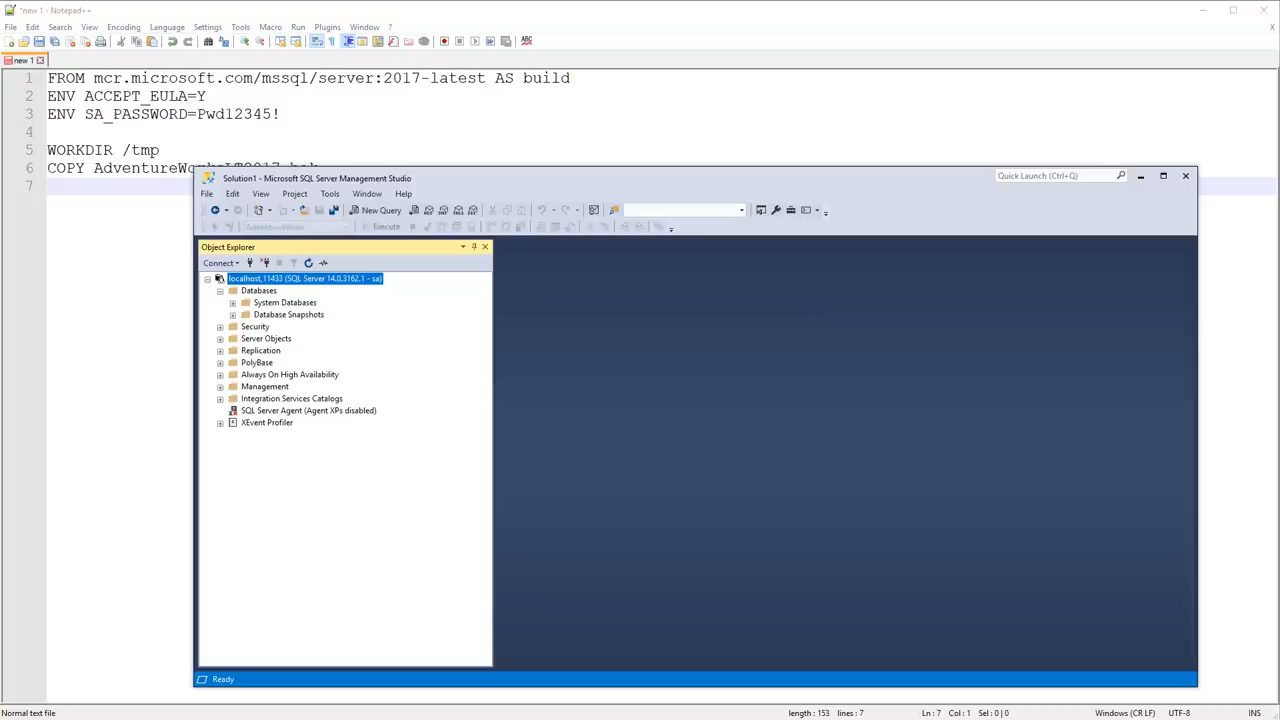 *new 1 - Notepad++
File Edit Search View Encoding Language Settings Tools Macro Run Plugins Window ? X
new 1
1 FROM mcr.microsoft.com/mssql/server:2017-latest AS build
2 ENV ACCEPT_EULA=Y
3 ENV SA_PASSWORD=Pwd12345!
4
5 WORKDIR /tmp
6 COPY AdventureWorksLT2017.bak
7
Solution1 - Microsoft SQL Server Management Studio
Quick Launch (Ctrl+Q)
File Edit View Project Tools Window Help
New Query
Execute
Object Explorer
Connect
localhost,11433 (SQL Server 14.0.3162.1 - sa)
Databases
System Databases
Database Snapshots
Security
Server Objects
Replication
PolyBase
Always On High Availability
Management
Integration Services Catalogs
SQL Server Agent (Agent XPs disabled)
XEvent Profiler
Ready
Normal text file length : 153 lines : 7 Ln : 7 Col : 1 Sel : 0 | 0 Windows (CR LF) UTF-8 INS